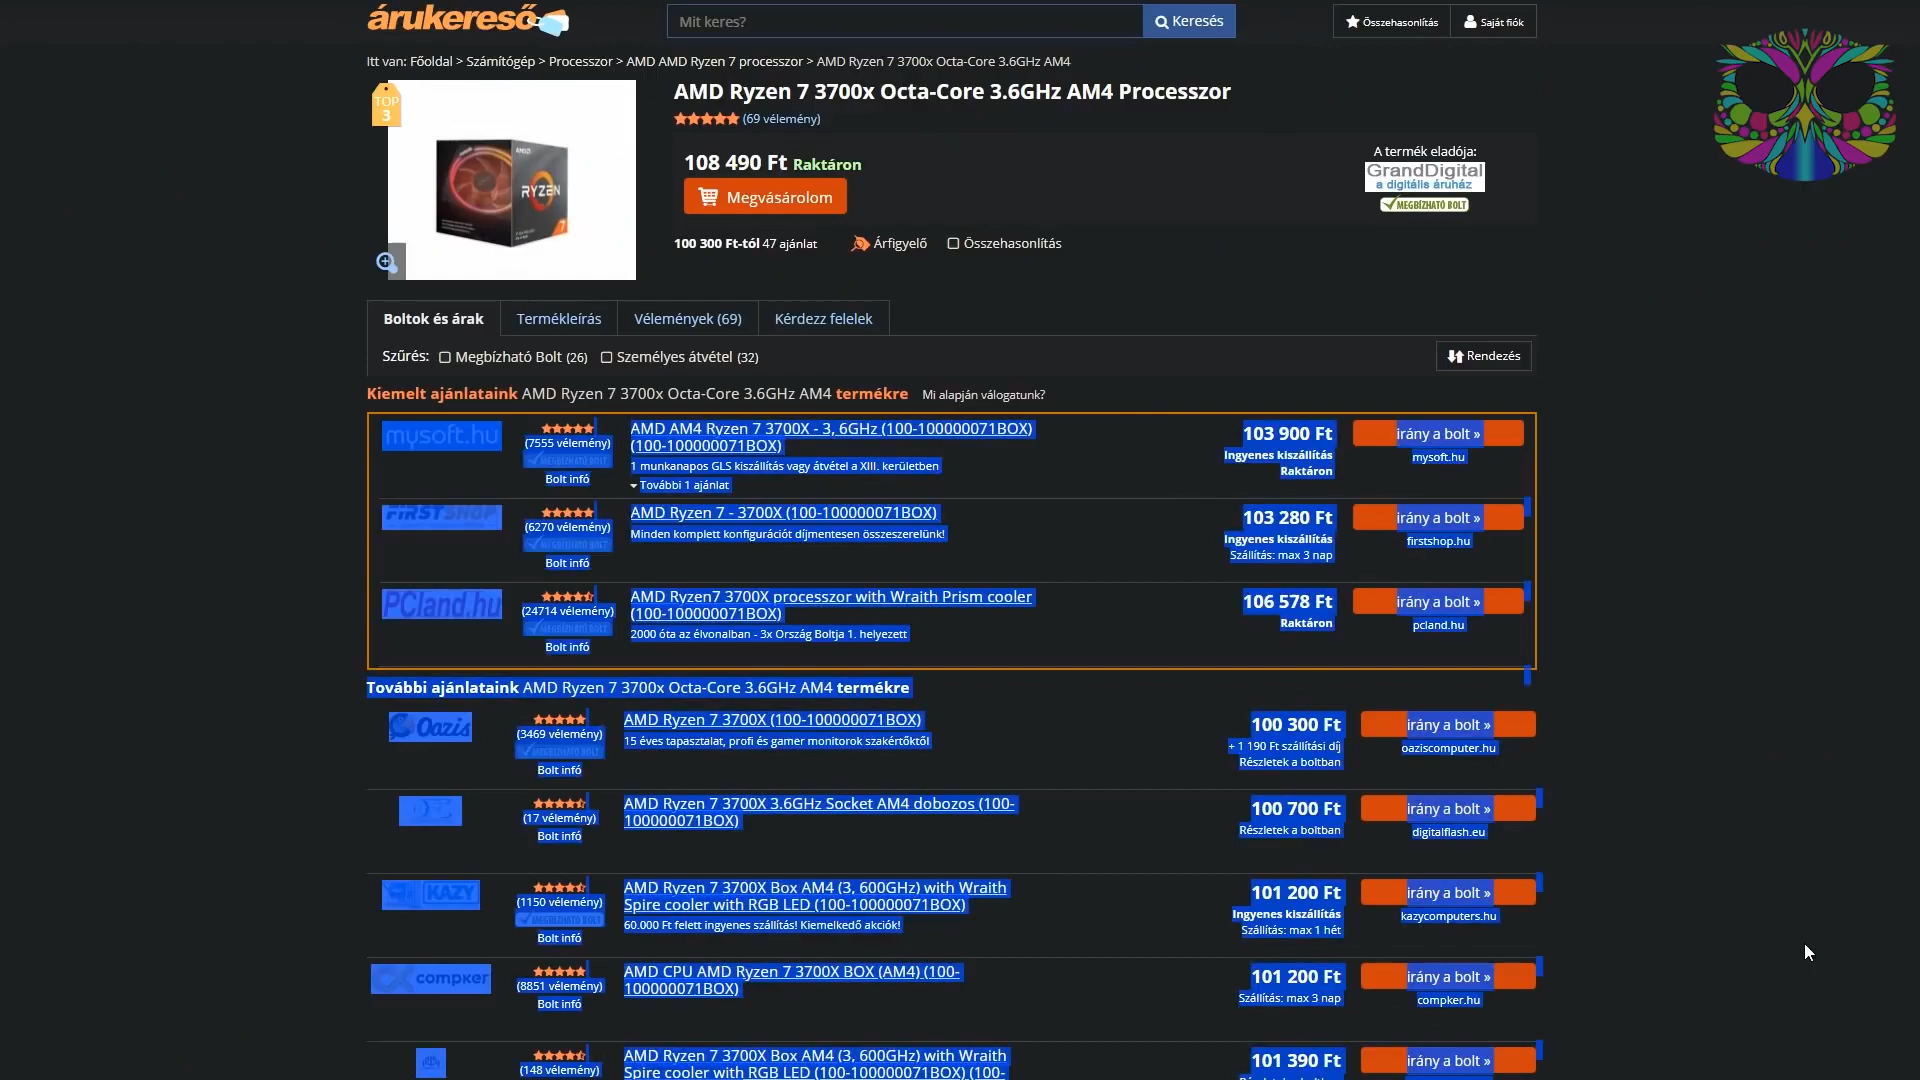 árukereső
Mit keres?
Keresés
Összehasonlítás
Saját fiók
Itt van: Főoldal > Számítógép > Processzor > AMD AMD Ryzen 7 processzor > AMD Ryzen 7 3700x Octa-Core 3.6GHz AM4
TOP
3
AMD
RYZEN
7
AMD Ryzen 7 3700x Octa-Core 3.6GHz AM4 Processzor
(69 vélemény)
108 490 Ft Raktáron
Megvásárolom
A termék eladója:
GrandDigital
a digitális áruház
MEGBÍZHATÓ BOLT
100 300 Ft-tól 47 ajánlat
Árfigyelő
Összehasonlítás
Boltok és árak
Termékleírás
Vélemények (69)
Kérdezz felelek
Szűrés: Megbízható Bolt (26) Személyes átvétel (32)
Rendezés
Kiemelt ajánlataink AMD Ryzen 7 3700x Octa-Core 3.6GHz AM4 termékre Mi alapján válogatunk?
mysoft.hu
(7555 vélemény)
MEGBÍZHATÓ BOLT
Bolt infó
AMD AM4 Ryzen 7 3700X - 3, 6GHz (100-100000071BOX)
(100-100000071BOX)
1 munkanapos GLS kiszállítás vagy átvétel a XIII. kerületben
További 1 ajánlat
103 900 Ft
Ingyenes kiszállítás
Raktáron
irány a bolt »
mysoft.hu
FIRSTSHOP
(6270 vélemény)
MEGBÍZHATÓ BOLT
Bolt infó
AMD Ryzen 7 - 3700X (100-100000071BOX)
Minden komplett konfigurációt díjmentesen összeszerelünk!
103 280 Ft
Ingyenes kiszállítás
Szállítás: max 3 nap
irány a bolt »
firstshop.hu
PCland.hu
(24714 vélemény)
MEGBÍZHATÓ BOLT
Bolt infó
AMD Ryzen7 3700X processzor with Wraith Prism cooler
(100-100000071BOX)
2000 óta az élvonalban - 3x Ország Boltja 1. helyezett
106 578 Ft
Raktáron
irány a bolt »
pcland.hu
További ajánlataink AMD Ryzen 7 3700x Octa-Core 3.6GHz AM4 termékre
Oazis
(3469 vélemény)
MEGBÍZHATÓ BOLT
Bolt infó
AMD Ryzen 7 3700X (100-100000071BOX)
15 éves tapasztalat, profi és gamer monitorok szakértőktől
100 300 Ft
+ 1 190 Ft szállítási díj
Részletek a boltban
irány a bolt »
oaziscomputer.hu
(17 vélemény)
Bolt infó
AMD Ryzen 7 3700X 3.6GHz Socket AM4 dobozos (100-
100000071BOX)
100 700 Ft
Részletek a boltban
irány a bolt »
digitalflash.eu
KAZY
(1150 vélemény)
MEGBÍZHATÓ BOLT
Bolt infó
AMD Ryzen 7 3700X Box AM4 (3, 600GHz) with Wraith
Spire cooler with RGB LED (100-100000071BOX)
60.000 Ft felett ingyenes szállítás! Kiemelkedő akciók!
101 200 Ft
Ingyenes kiszállítás
Szállítás: max 1 hét
irány a bolt »
kazycomputers.hu
compker
(8851 vélemény)
Bolt infó
AMD CPU AMD Ryzen 7 3700X BOX (AM4) (100-
100000071BOX)
101 200 Ft
Szállítás: max 3 nap
irány a bolt »
compker.hu
(148 vélemény)
AMD Ryzen 7 3700X Box AM4 (3, 600GHz) with Wraith
Spire cooler with RGB LED (100-100000071BOX) (100-
101 390 Ft
irány a bolt »